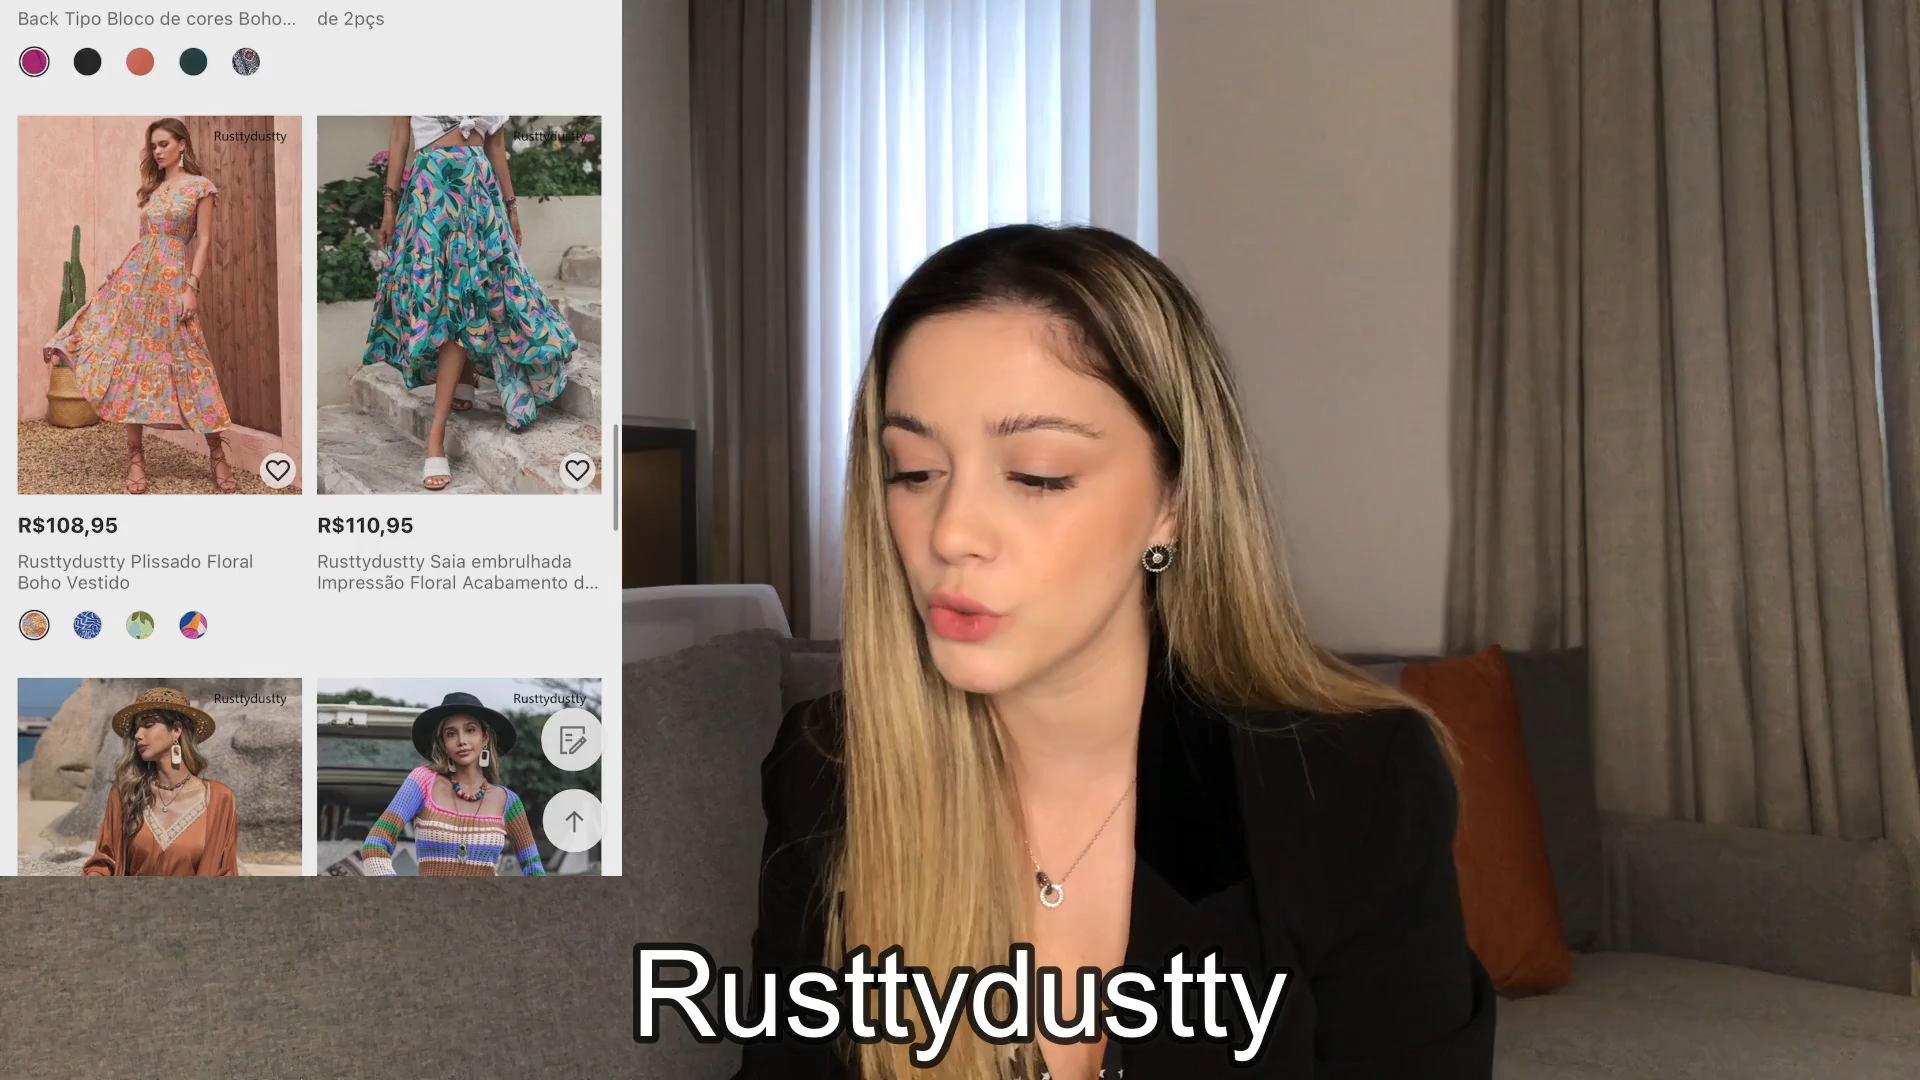 Back Tipo Bloco de cores Boho...
de 2pçs
Rusttydustty
Rusttydustty
R$108,95
R$110,95
Rusttydustty Plissado Floral
Boho Vestido
Rusttydustty Saia embrulhada
Impressão Floral Acabamento d...
Rusttydustty
Rusttydustty
Rusttydustty